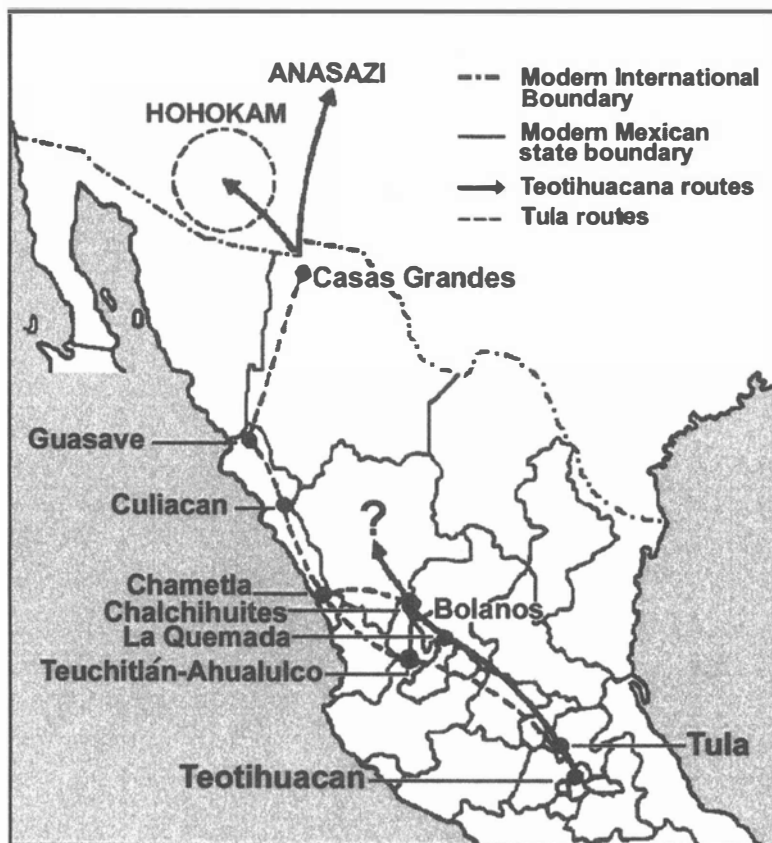 ANASAZI
HOHOKAM
Modern International
Boundary
Modern Mexican
state boundary
Teotihuacana routes
Tula routes
Casas Grandes
Guasave
Culiacan
?
Chametla
Chalchihuites
Bolanos
La Quemada
Teuchitlán-Ahualulco
Tula
Teotihuacan